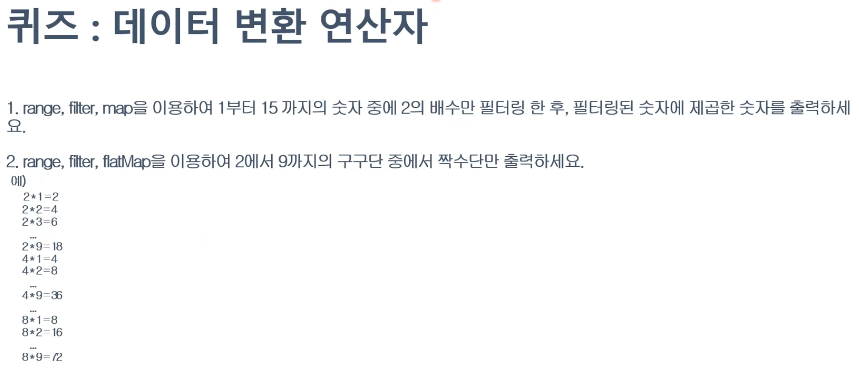 퀴즈 : 데이터 변환 연산자
1. range, filter, map을 이용하여 1부터 15 까지의 숫자 중에 2의 배수만 필터링 한 후, 필터링된 숫자에 제곱한 숫자를 출력하세
요.
2. range, filter, flatMap을 이용하여 2에서 9까지의 구구단 중에서 짝수단만 출력하세요.
예)
2*1=2
2*2=4
2*3=6
...
2*9=18
4*1=4
4*2=8
...
4*9=36
...
8*1=8
8*2=16
...
8*9=72